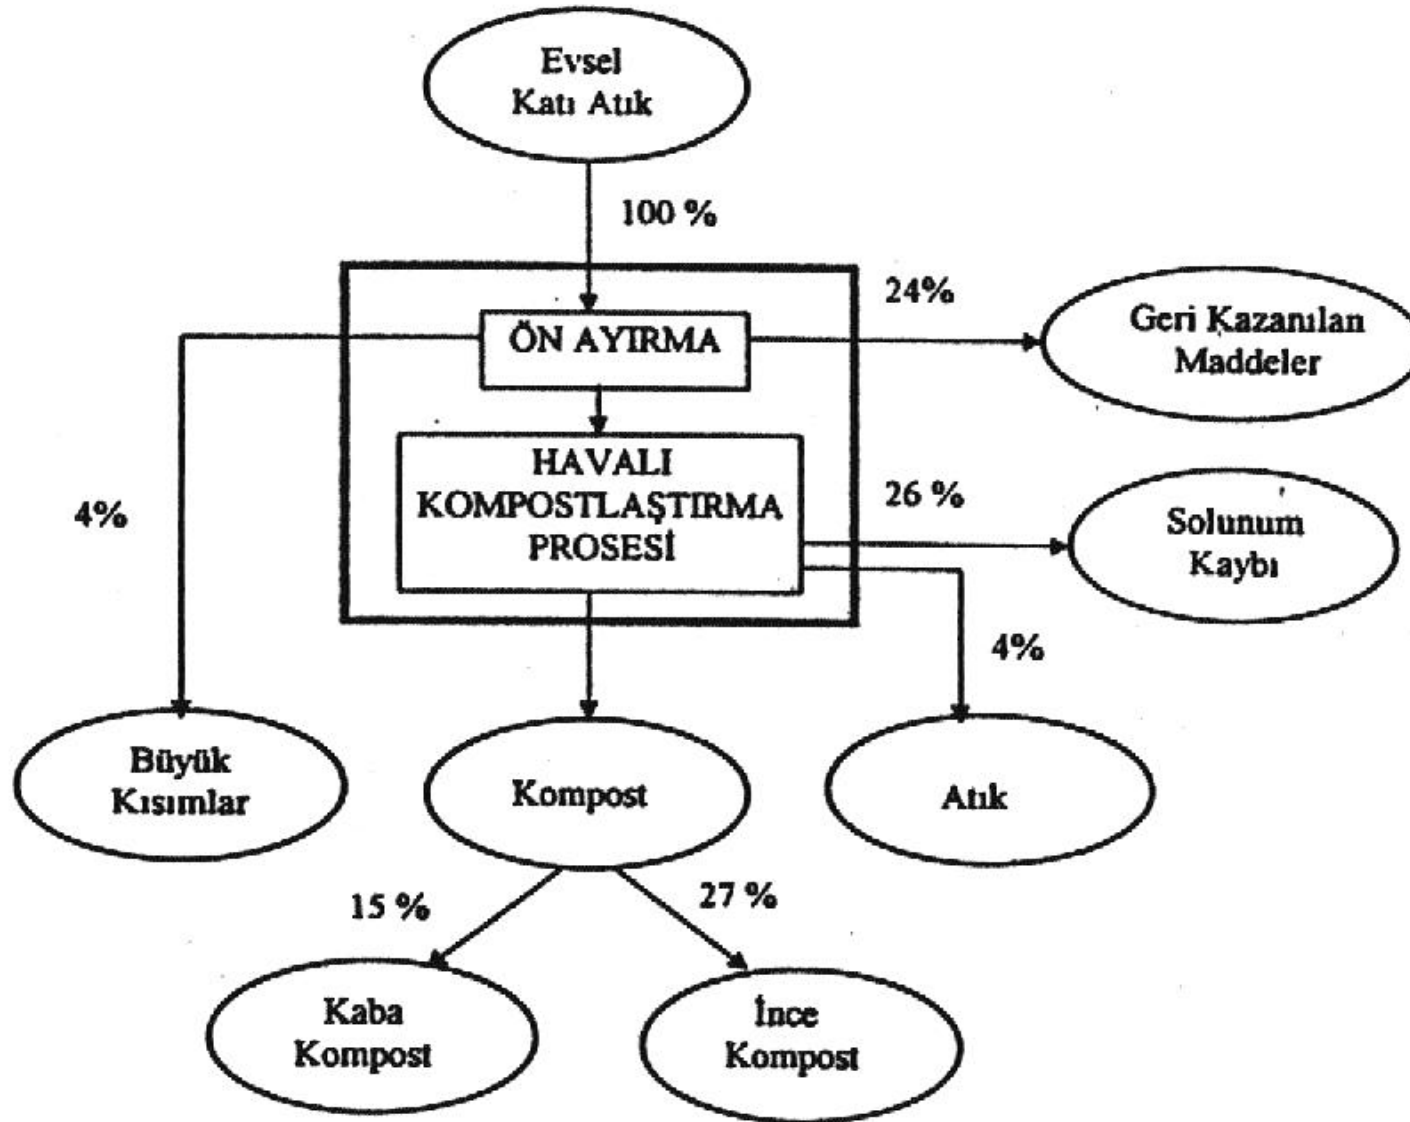 Evsel
Katı Atık
100 %
24%
ÖN AYIRMA
Geri Kazanılan
Maddeler
HAVALI
KOMPOSTLAŞTIRMA
PROSESİ
4%
26 %
Solunum
Kaybı
4%
Büyük
Kısımlar
Kompost
Atık
15 %
27 %
Kaba
Kompost
İnce
Kompost